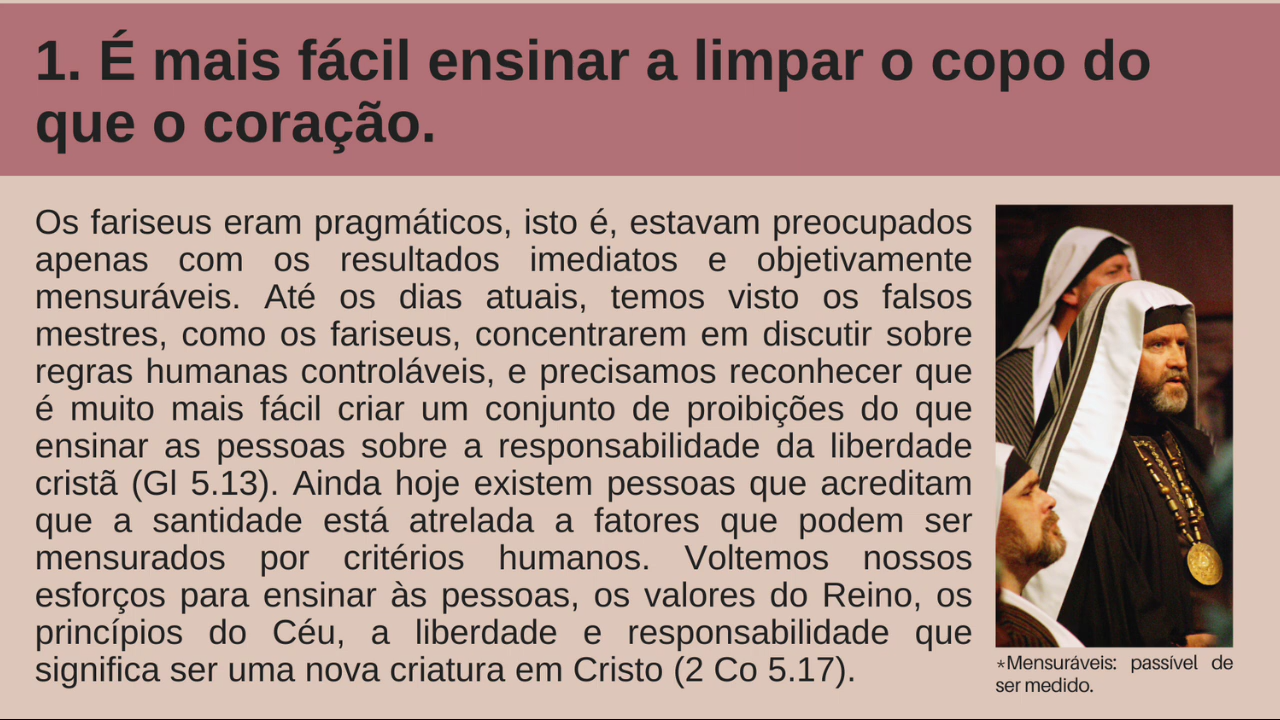 1. É mais fácil ensinar a limpar o copo do
que o coração.
Os fariseus eram pragmáticos, isto é, estavam preocupados
apenas com os resultados imediatos e objetivamente
mensuráveis. Até os dias atuais, temos visto os falsos
mestres, como os fariseus, concentrarem em discutir sobre
regras humanas controláveis, e precisamos reconhecer que
é muito mais fácil criar um conjunto de proibições do que
ensinar as pessoas sobre a responsabilidade da liberdade
cristã (Gl 5.13). Ainda hoje existem pessoas que acreditam
que a santidade está atrelada a fatores que podem ser
mensurados por critérios humanos. Voltemos nossos
esforços para ensinar às pessoas, os valores do Reino, os
princípios do Céu, a liberdade e responsabilidade que
significa ser uma nova criatura em Cristo (2 Co 5.17).
*Mensuráveis: passível de
ser medido.